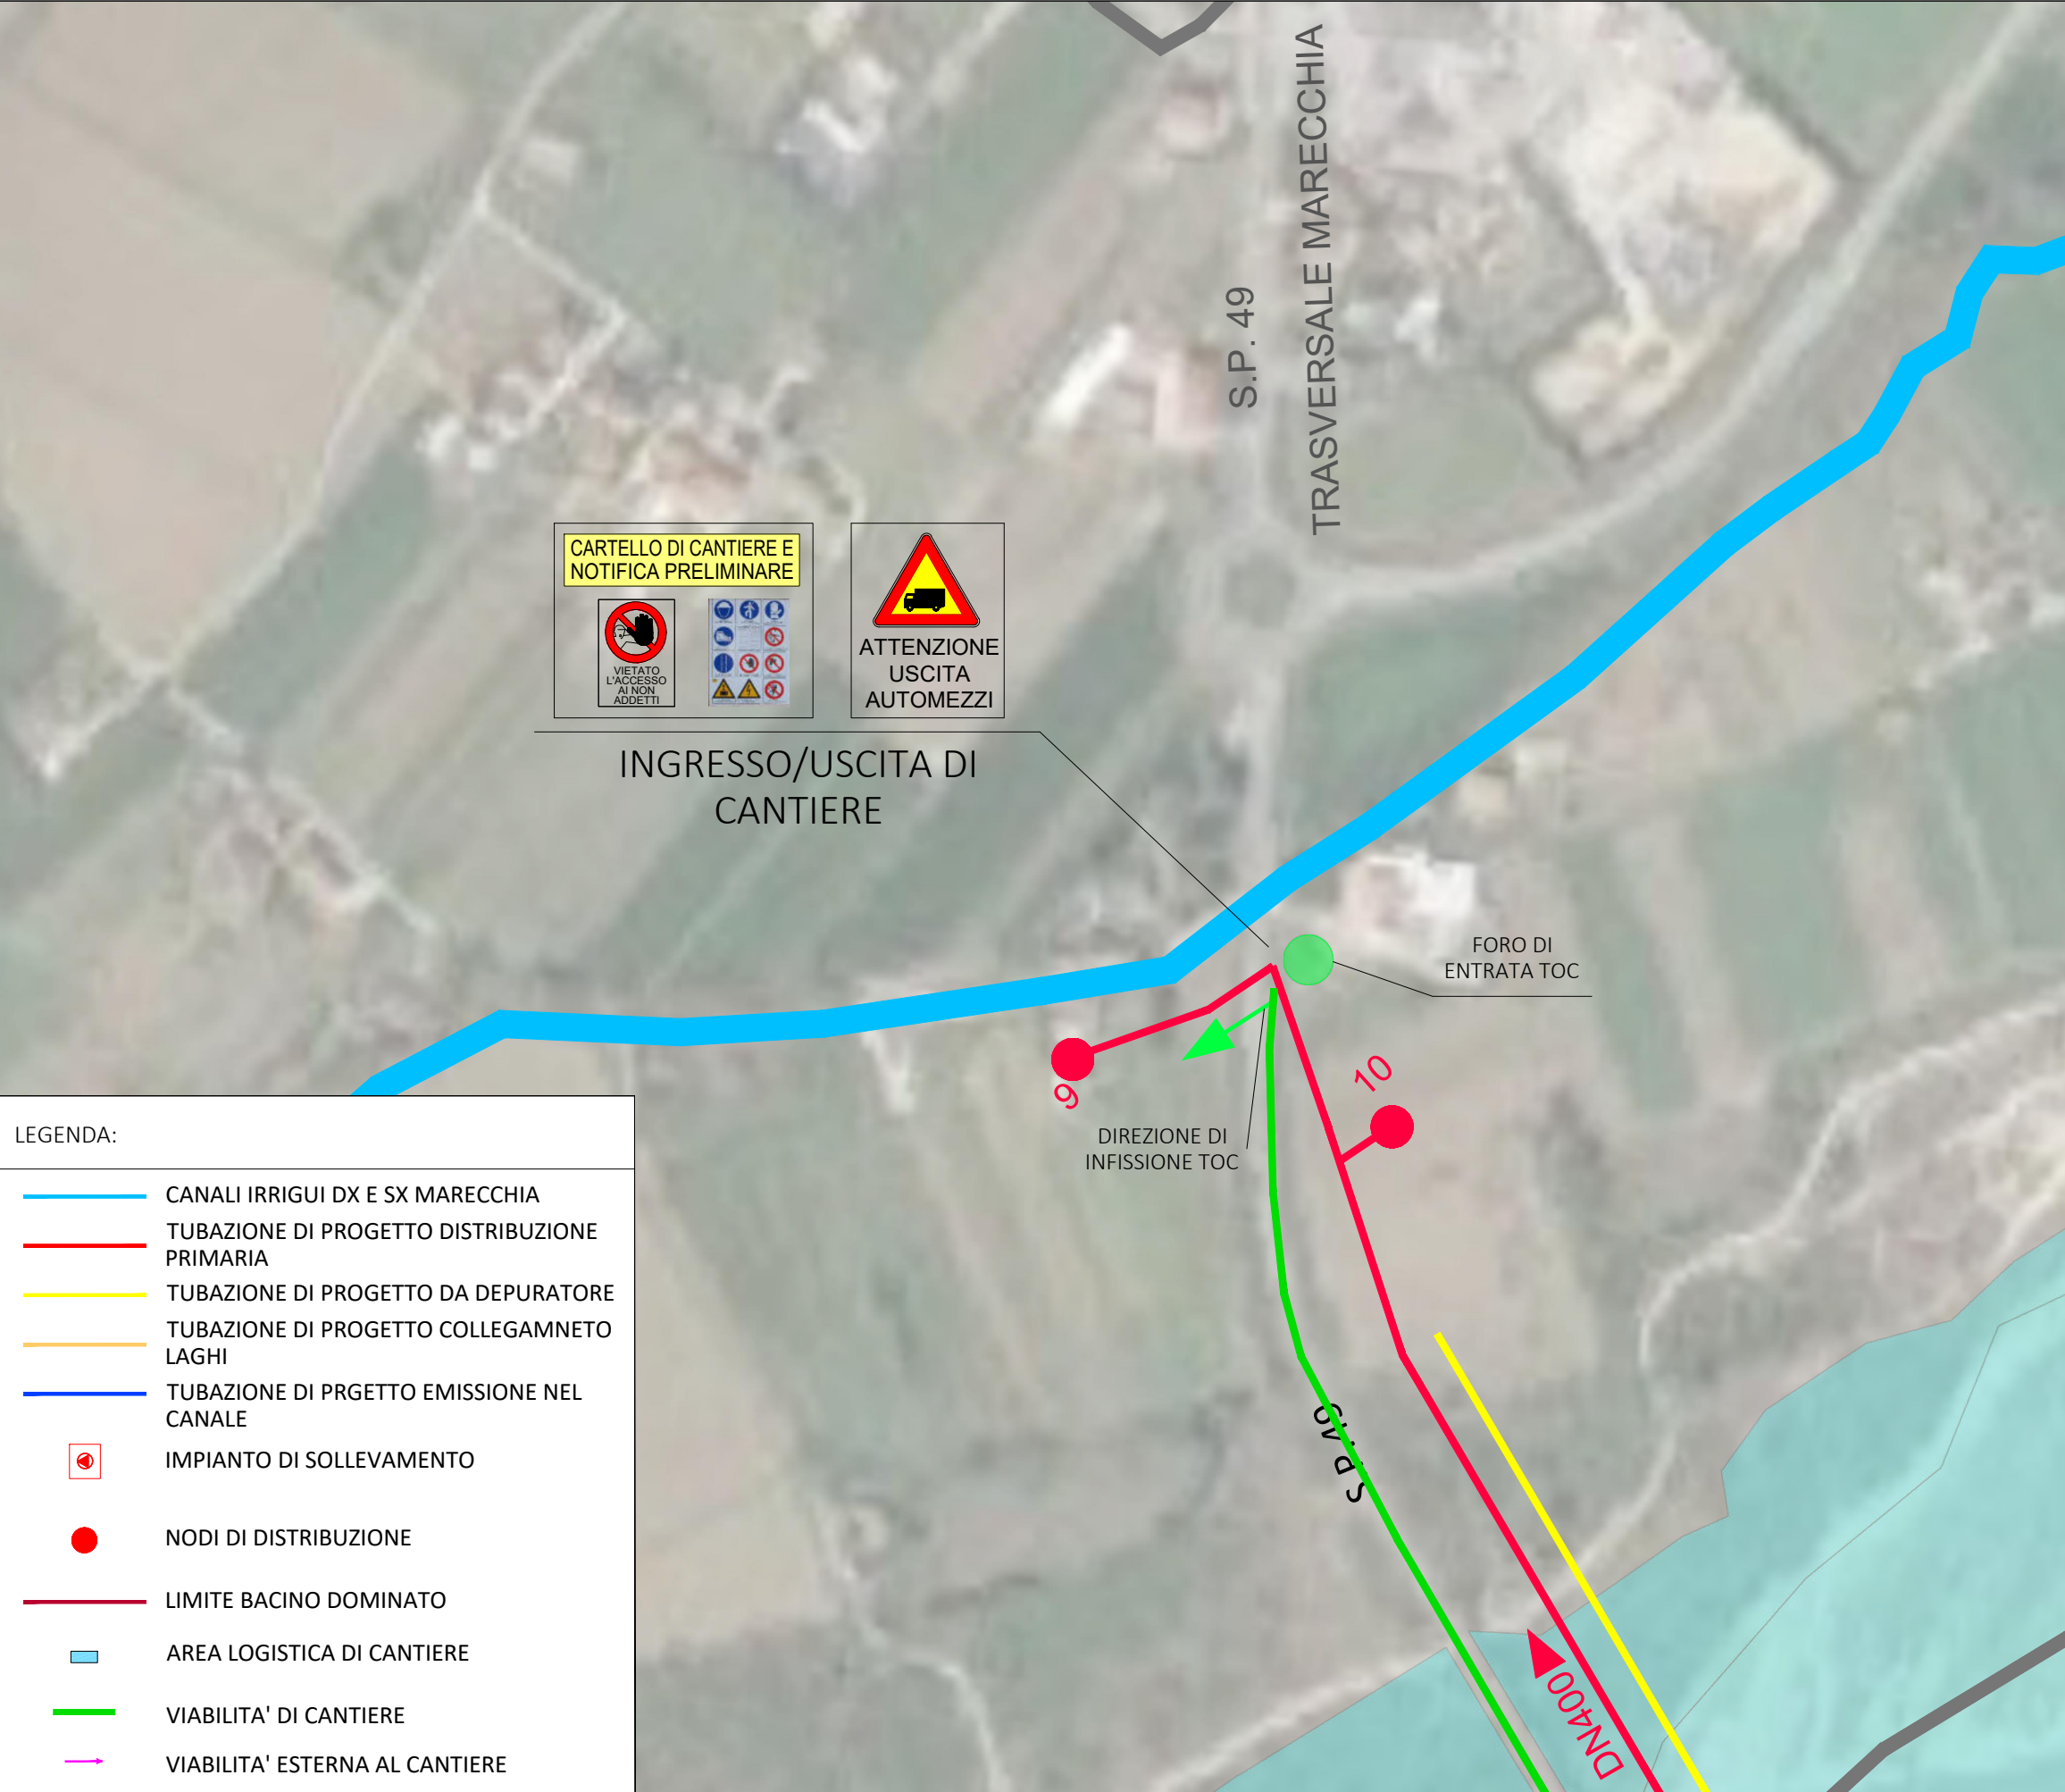 TRASVERSALE MARECCHIA
S.P. 49
CARTELLO DI CANTIERE E
NOTIFICA PRELIMINARE
VIETATO
L'ACCESSO
AI NON
ADDETTI
ATTENZIONE
USCITA
AUTOMEZZI
INGRESSO/USCITA DI
CANTIERE
FORO DI
ENTRATA TOC
9
10
DIREZIONE DI
INFISSIONE TOC
S.P. 49
DN400
LEGENDA:
CANALI IRRIGUI DX E SX MARECCHIA
TUBAZIONE DI PROGETTO DISTRIBUZIONE
PRIMARIA
TUBAZIONE DI PROGETTO DA DEPURATORE
TUBAZIONE DI PROGETTO COLLEGAMNETO
LAGHI
TUBAZIONE DI PRGETTO EMISSIONE NEL
CANALE
IMPIANTO DI SOLLEVAMENTO
NODI DI DISTRIBUZIONE
LIMITE BACINO DOMINATO
AREA LOGISTICA DI CANTIERE
VIABILITA' DI CANTIERE
VIABILITA' ESTERNA AL CANTIERE